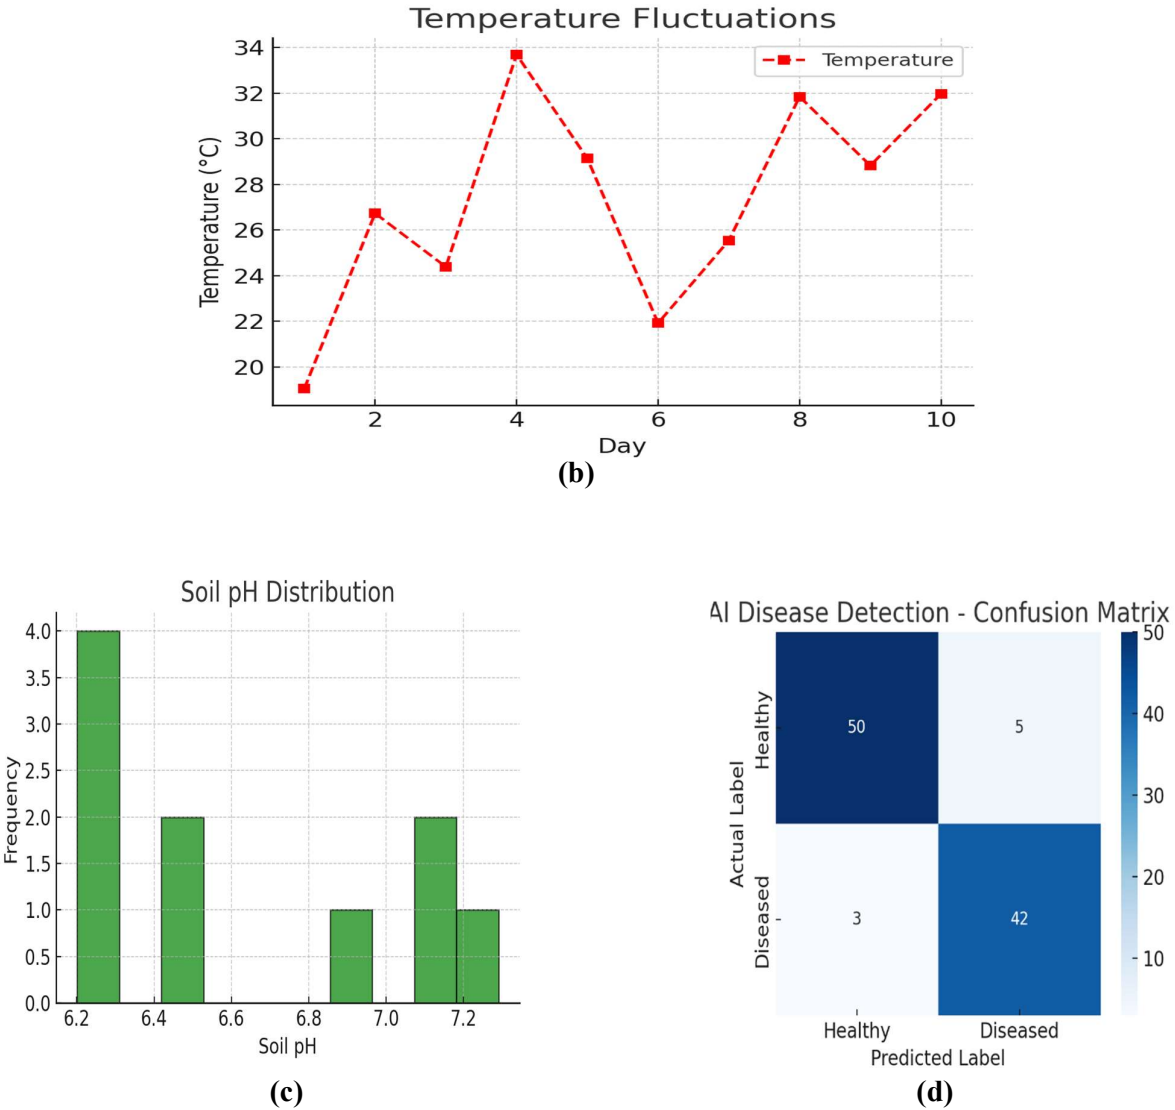 Temperature Fluctuations
34
32
30
28
26
24
22
20
Temperature (°C)
Temperature
2 4 6 8 10
Day
(b)
Soil pH Distribution
4.0
3.5
3.0
2.5
2.0
1.5
1.0
0.5
0.0
Frequency
6.2 6.4 6.6 6.8 7.0 7.2
Soil pH
(c)
AI Disease Detection - Confusion Matrix
Healthy
Diseased
Actual Label
50 5
3 42
Healthy Diseased
Predicted Label
50
40
30
20
10
(d)